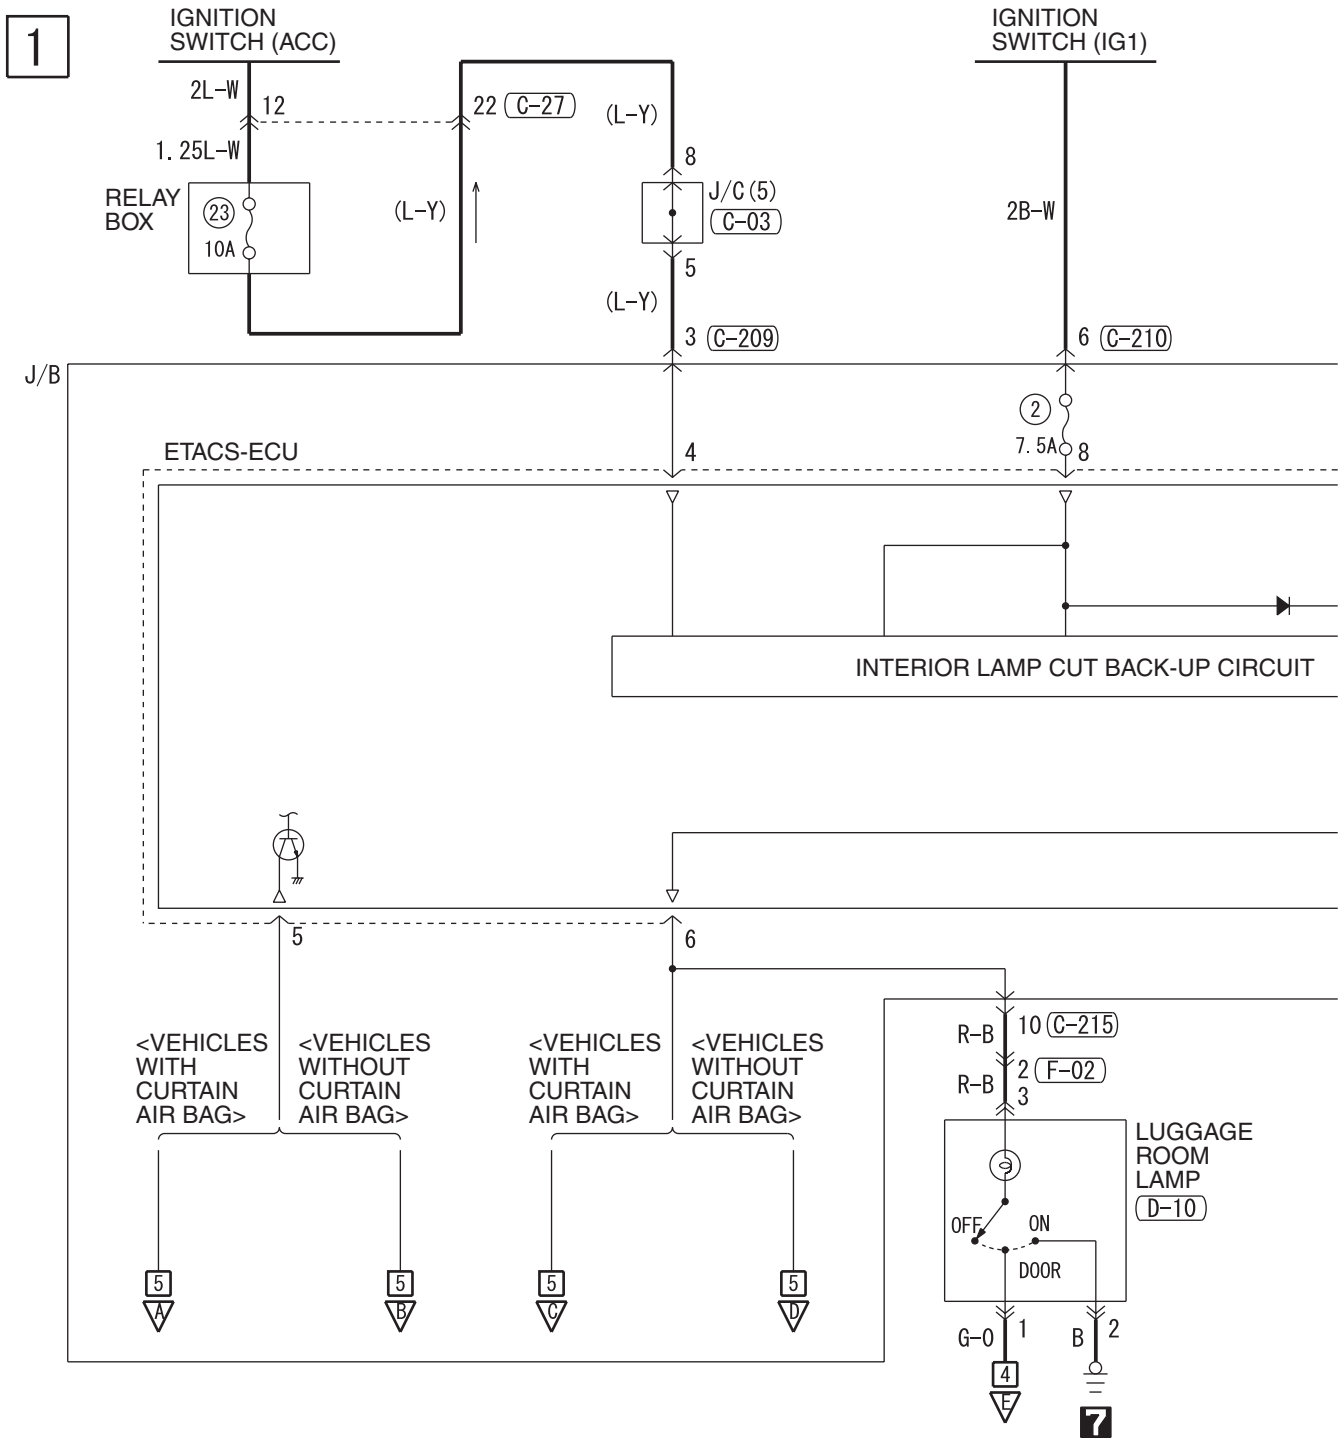 1
IGNITION
SWITCH (ACC)
IGNITION
SWITCH (IG1)
2L-W
12
22 (C-27)
(L-Y)
1.25L-W
8
RELAY
BOX
23
10A
(L-Y)
J/C(5)
C-03
2B-W
5
(L-Y)
3 C-209
6 C-210
J/B
2
7.5A
ETACS-ECU
4
8
INTERIOR LAMP CUT BACK-UP CIRCUIT
5
6
<VEHICLES
WITH
CURTAIN
AIR BAG>
<VEHICLES
WITHOUT
CURTAIN
AIR BAG>
<VEHICLES
WITH
CURTAIN
AIR BAG>
<VEHICLES
WITHOUT
CURTAIN
AIR BAG>
R-B
10 C-215
2 F-02
R-B
3
LUGGAGE
ROOM
LAMP
D-10
OFF
ON
DOOR
5
A
5
B
5
C
5
D
G-O
1
B
2
4
E
7